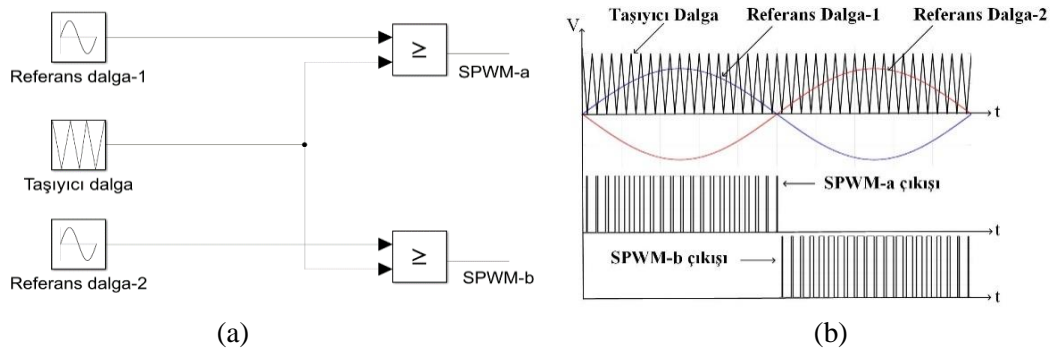 Referans dalga-1
≥
SPWM-a
Taşıyıcı dalga
≥
Referans dalga-2
SPWM-b
(a)
V
Taşıyıcı Dalga
Referans Dalga-1
Referans Dalga-2
t
SPWM-a çıkışı
t
SPWM-b çıkışı
t
(b)